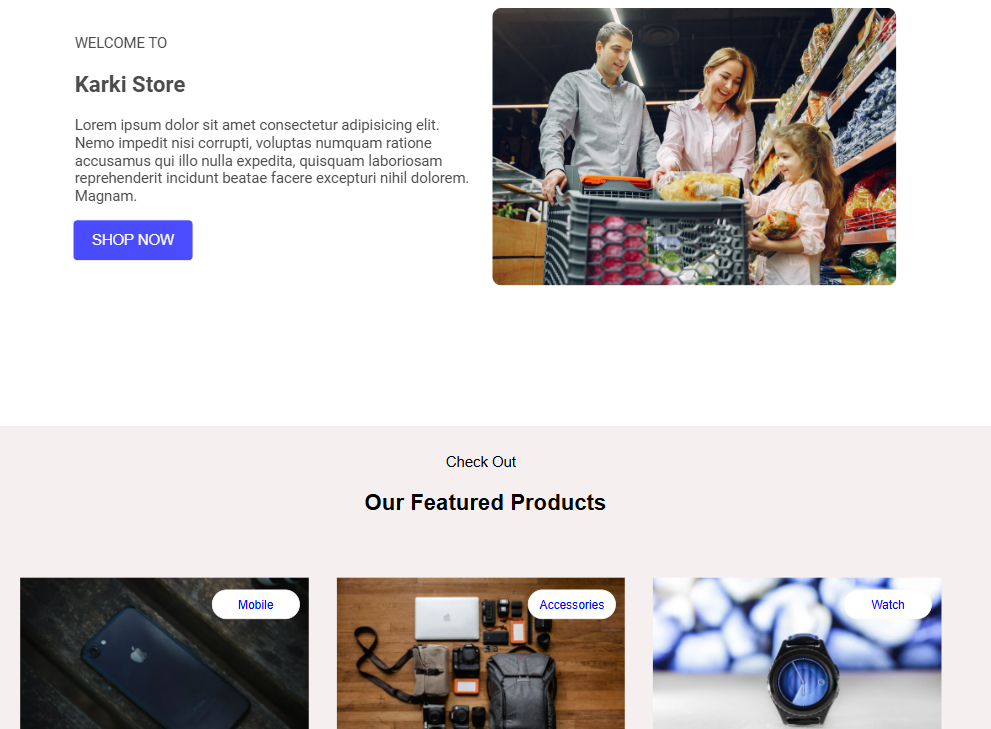 WELCOME TO
Karki Store
Lorem ipsum dolor sit amet consectetur adipisicing elit.
Nemo impedit nisi corrupti, voluptas numquam ratione
accusamus qui illo nulla expedita, quisquam laboriosam
reprehenderit incidunt beatae facere excepturi nihil dolorem.
Magnam.
SHOP NOW
Check Out
Our Featured Products
Mobile
Accessories
Watch